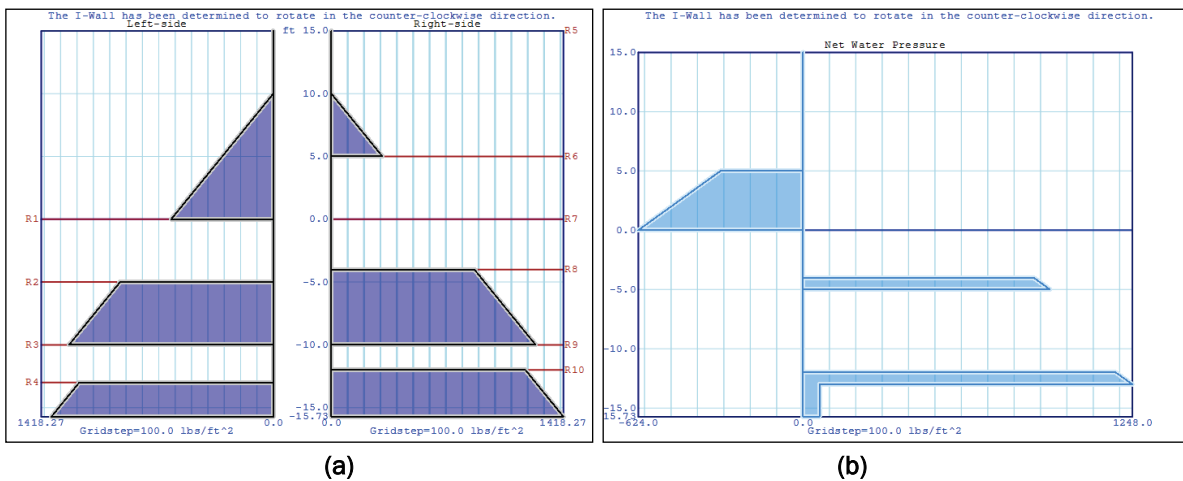 The I-Wall has been determined to rotate in the counter-clockwise direction.
Left-side ft Right-side
15.0 R5
10.0
5.0 R6
R1 0.0 R7
R8
R2 -5.0
R3 -10.0 R9
R10
R4
-15.0
-15.73
1418.27 0.0 0.0 1418.27
Gridstep=100.0 lbs/ft^2 Gridstep=100.0 lbs/ft^2
(a)
The I-Wall has been determined to rotate in the counter-clockwise direction.
Net Water Pressure
15.0
10.0
5.0
0.0
-5.0
-10.0
-15.0
15.73
-624.0 0.0 1248.0
Gridstep=100.0 lbs/ft^2
(b)